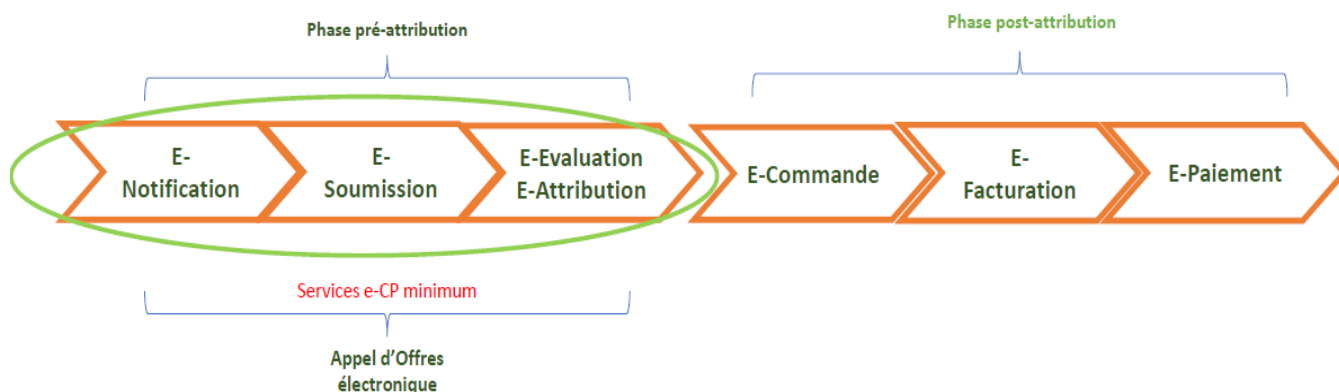 Phase pré-attribution
Phase post-attribution
E-
Notification
E-
Soumission
E-Evaluation
E-Attribution
E-Commande
E-
Facturation
E-Paiement
Services e-CP minimum
Appel d’Offres
électronique